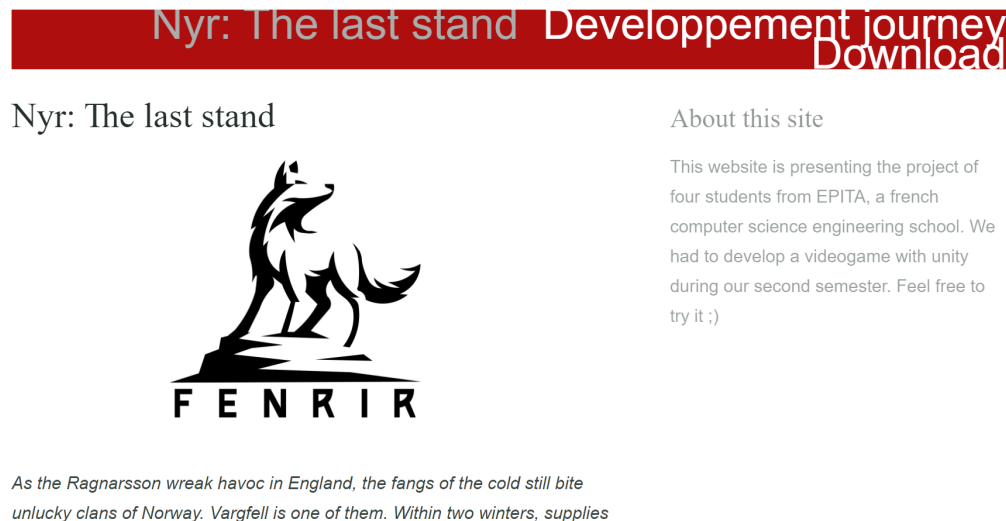 Nyr: The last stand Developpement journey
Download
Nyr: The last stand
FENRIR
As the Ragnarsson wreak havoc in England, the fangs of the cold still bite
unlucky clans of Norway. Vargfell is one of them. Within two winters, supplies
About this site
This website is presenting the project of
four students from EPITA, a french
computer science engineering school. We
had to develop a videogame with unity
during our second semester. Feel free to
try it ;)